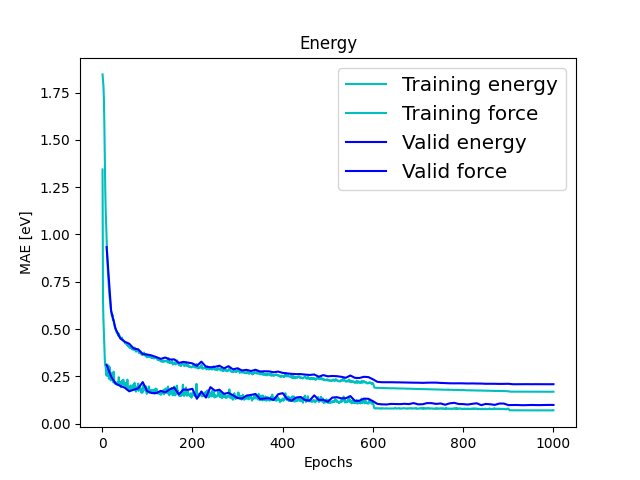 Energy
Training energy
Training force
Valid energy
Valid force
MAE [eV]
1.75
1.50
1.25
1.00
0.75
0.50
0.25
0.00
0 200 400 600 800 1000
Epochs